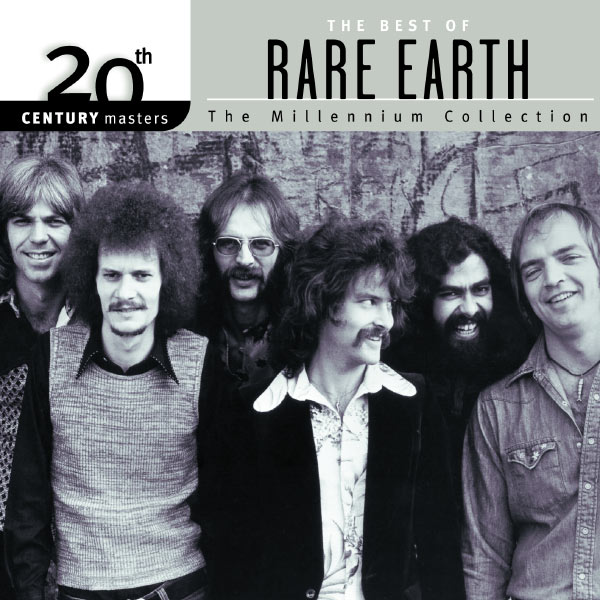 20th
CENTURY masters
THE BEST OF
RARE EARTH
The Millennium Collection